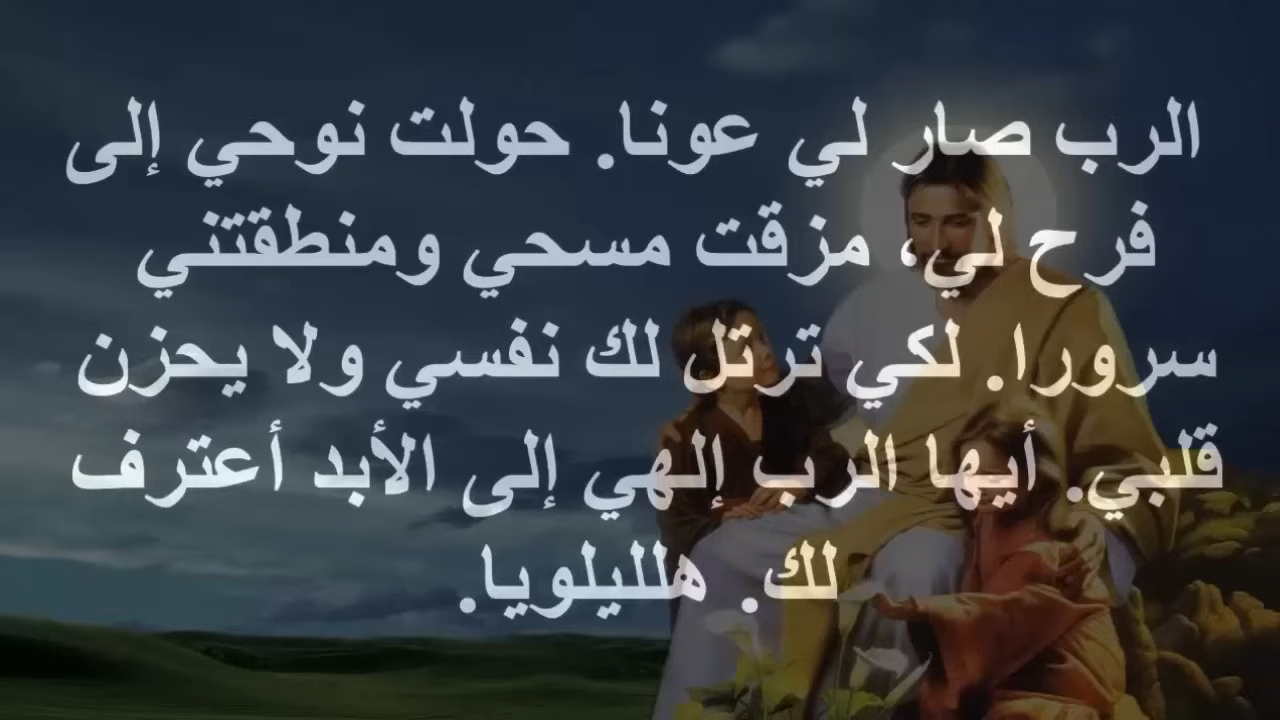 الرب صار لي عونا. حولت نوحي إلى
فرح لي، مزقت مسحي ومنطقتني
سرورا. لكي ترتل لك نفسي ولا يحزن
قلبي. أيها الرب إلهي إلى الأبد أعترف
لك. هلليلويا.